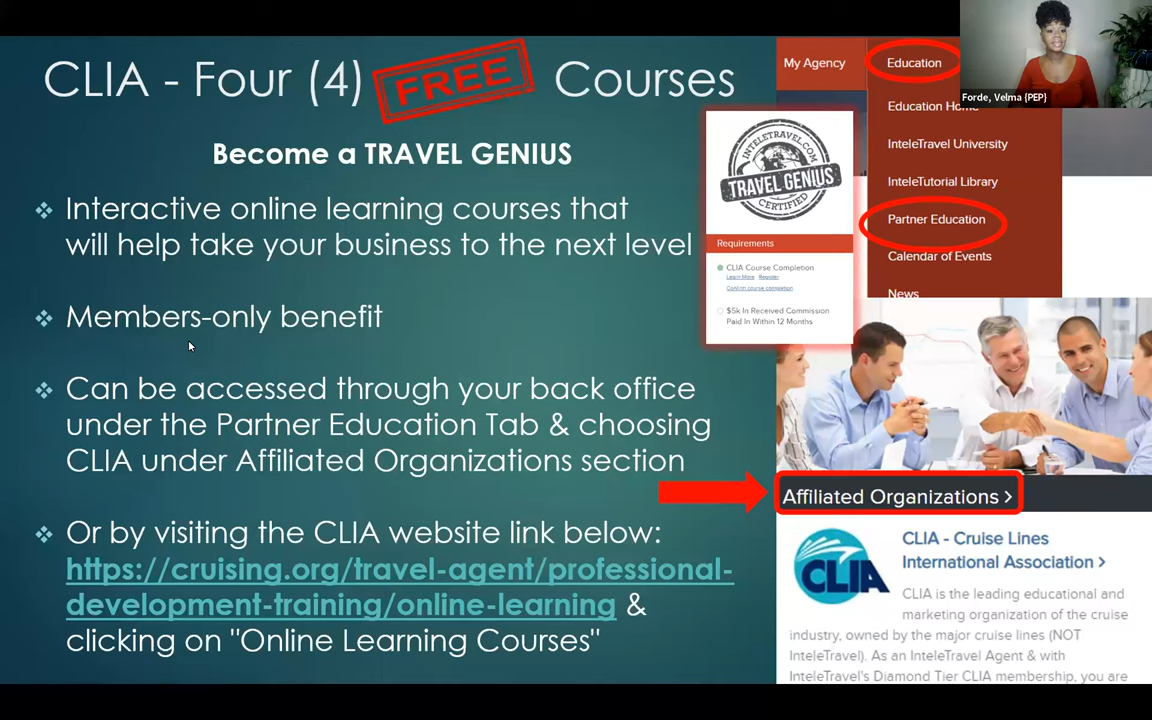 CLIA - Four (4) FREE Courses
Become a TRAVEL GENIUS
Interactive online learning courses that
will help take your business to the next level
Members-only benefit
Can be accessed through your back office
under the Partner Education Tab & choosing
CLIA under Affiliated Organizations section
Or by visiting the CLIA website link below:
https://cruising.org/travel-agent/professional-
development-training/online-learning &
clicking on "Online Learning Courses"
INTELETRAVEL.COM
TRAVEL GENIUS
CERTIFIED
Requirements
CLIA Course Completion
Learn More Register
Confirm course completion
$5k In Received Commission
Paid In Within 12 Months
My Agency
Education
Education Home
InteleTravel University
InteleTutorial Library
Partner Education
Calendar of Events
News
Forde, Velma {PEP}
Affiliated Organizations >
CLIA
CLIA - Cruise Lines
International Association >
CLIA is the leading educational and
marketing organization of the cruise
industry, owned by the major cruise lines (NOT
InteleTravel). As an InteleTravel Agent & with
InteleTravel's Diamond Tier CLIA membership, you are